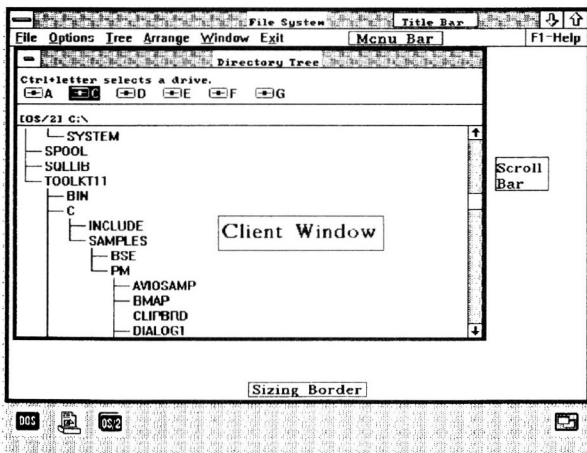 File System Title Bar
File Options Tree Arrange Window Exit Menu Bar F1=Help
Directory Tree
Ctrl+letter selects a drive.
A C D E F G
[OS/2] C:\
SYSTEM
SPOOL
SQLLIB
TOOLKT11
BIN
C
INCLUDE
SAMPLES
BSE
PM
AVIOSAMP
BMAP
CLIPBRD
DIALOG1
Scroll
Bar
Client Window
Sizing Border
DOS OS/2